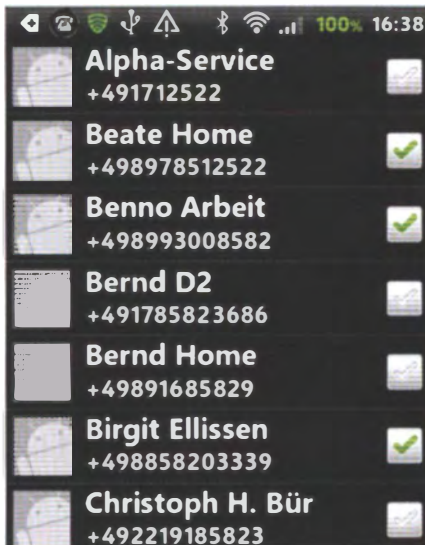 100% 16:38
Alpha-Service
+491712522
Beate Home
+498978512522
Benno Arbeit
+498993008582
Bernd D2
+491785823686
Bernd Home
+49891685829
Birgit Ellissen
+498858203339
Christoph H. Bür
+492219185823